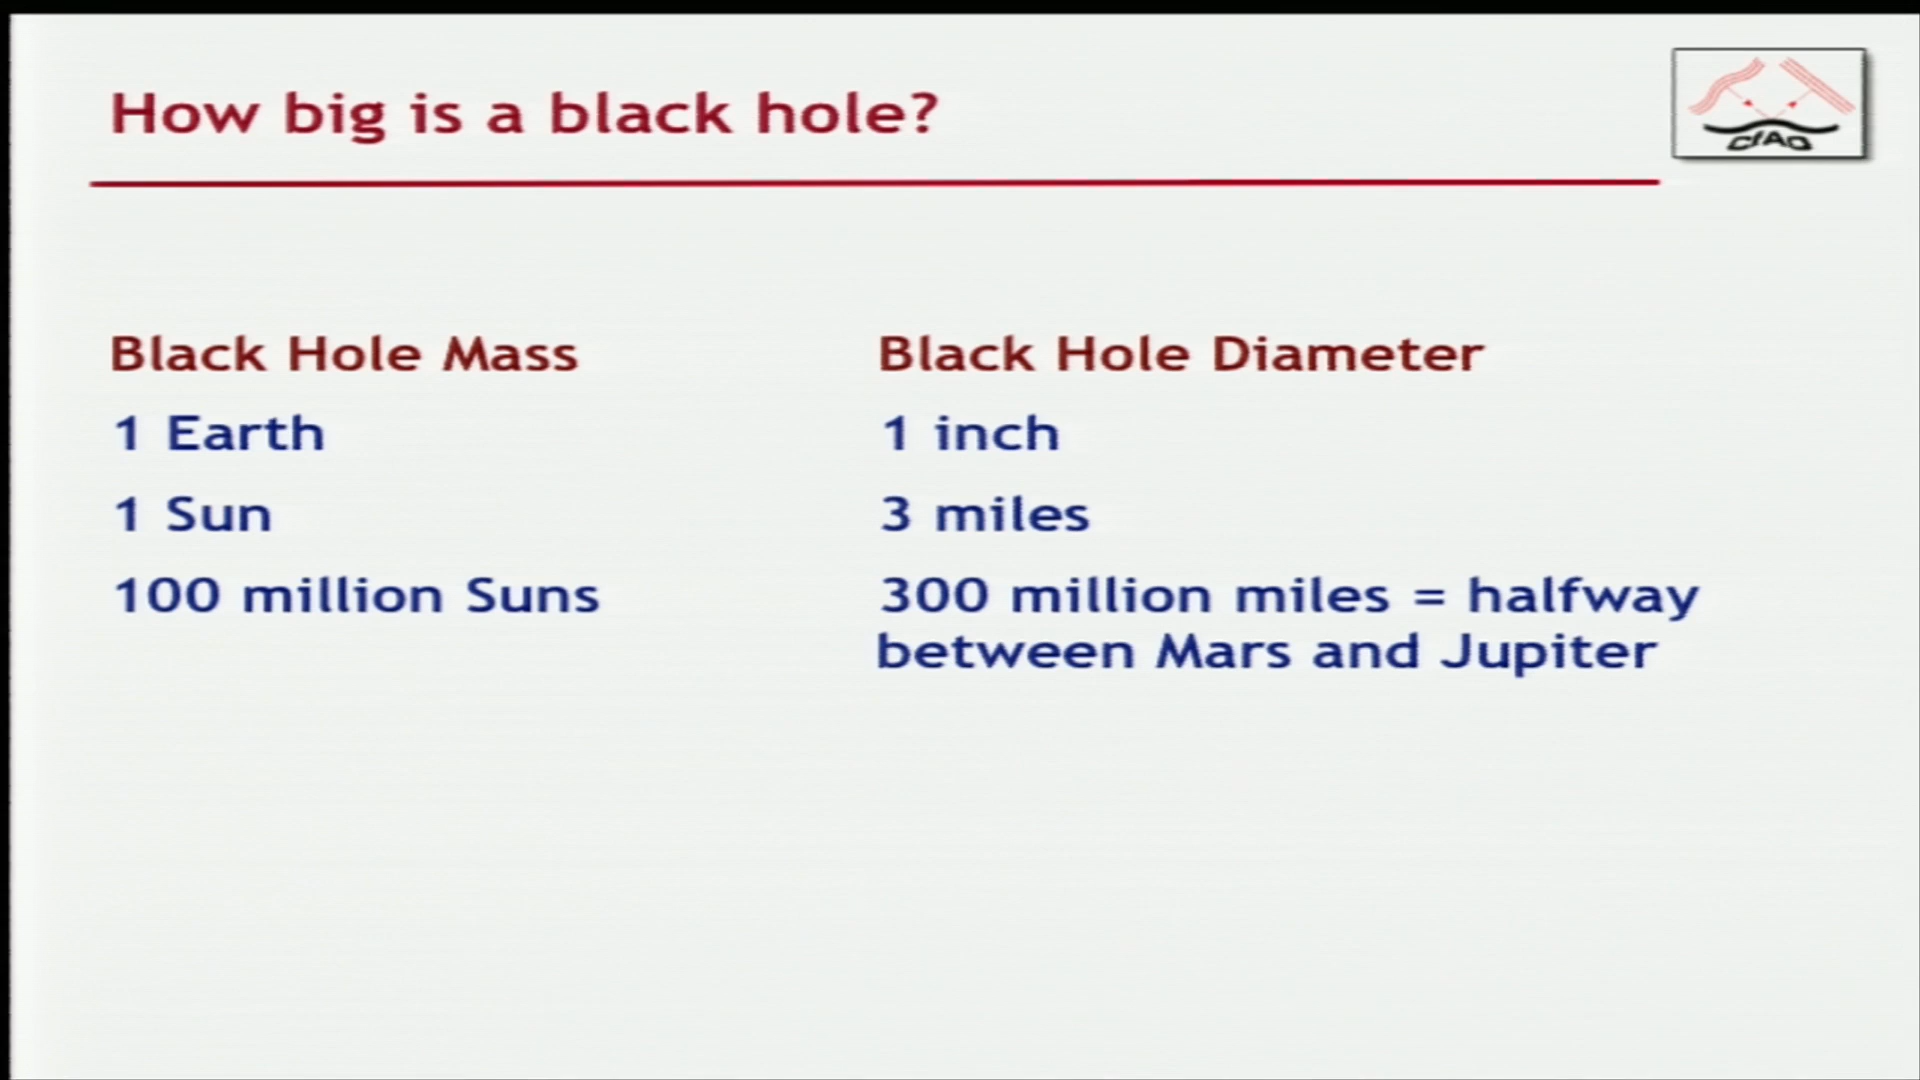 How big is a black hole?
CfAO
Black Hole Mass
Black Hole Diameter
1 Earth
1 inch
1 Sun
3 miles
100 million Suns
300 million miles = halfway
between Mars and Jupiter